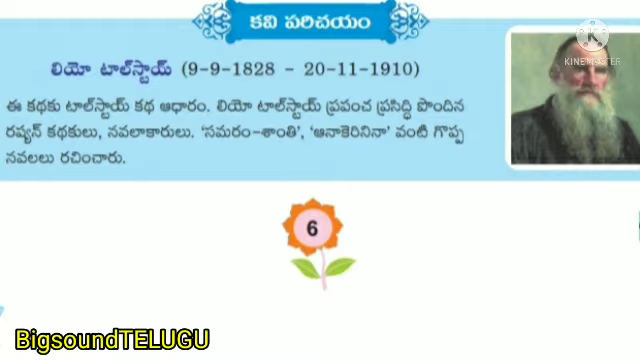 కవి పరిచయం
లియో టాల్‌స్టాయ్ (9-9-1828 - 20-11-1910)
ఈ కథకు టాల్‌స్టాయ్ కథ ఆధారం. లియో టాల్‌స్టాయ్ ప్రపంచ ప్రసిద్ధి పొందిన
రష్యన్ కథకులు, నవలాకారులు. ‘సమరం-శాంతి’, ‘ఆనాకెరినినా’ వంటి గొప్ప
నవలలు రచించారు.
K
KINEMASTER
6
BigsoundTELUGU